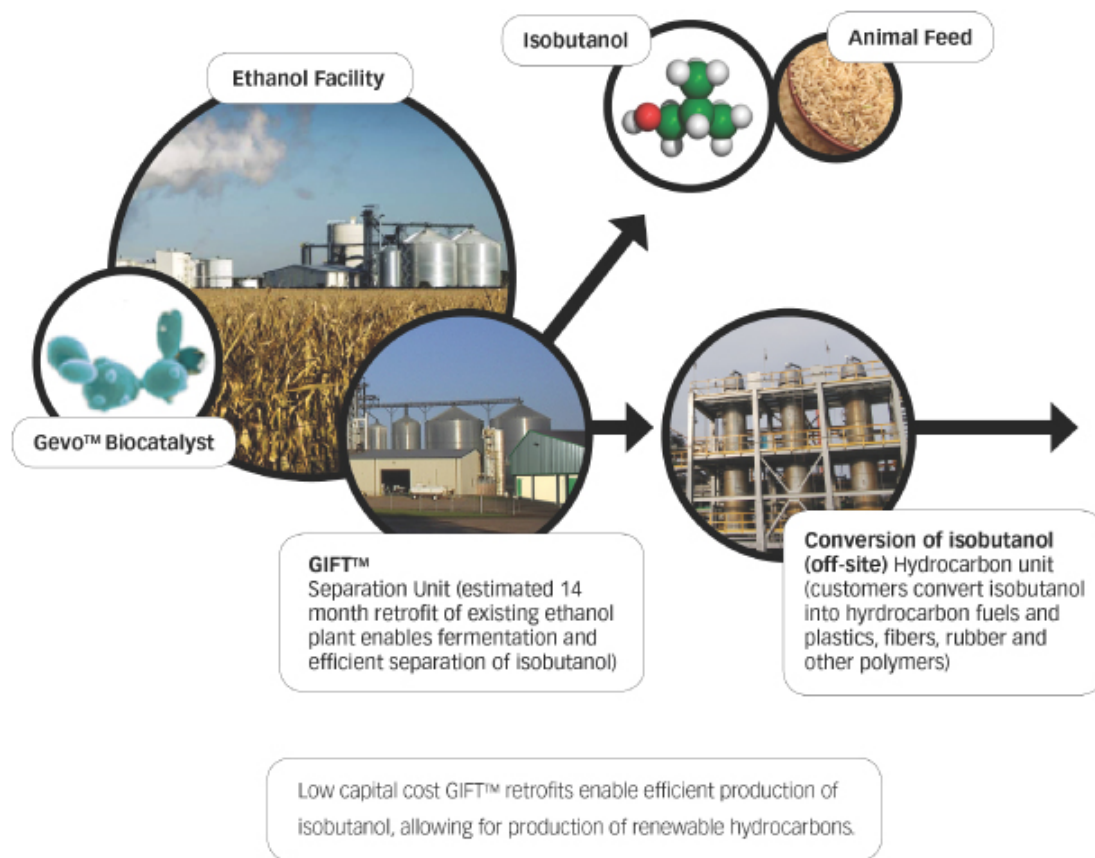 Isobutanol
Animal Feed
Ethanol Facility
Gevo™ Biocatalyst
GIFT™
Separation Unit (estimated 14
month retrofit of existing ethanol
plant enables fermentation and
efficient separation of isobutanol)
Conversion of isobutanol
(off-site) Hydrocarbon unit
(customers convert isobutanol
into hyrdrocarbon fuels and
plastics, fibers, rubber and
other polymers)
Low capital cost GIFT™ retrofits enable efficient production of
isobutanol, allowing for production of renewable hydrocarbons.